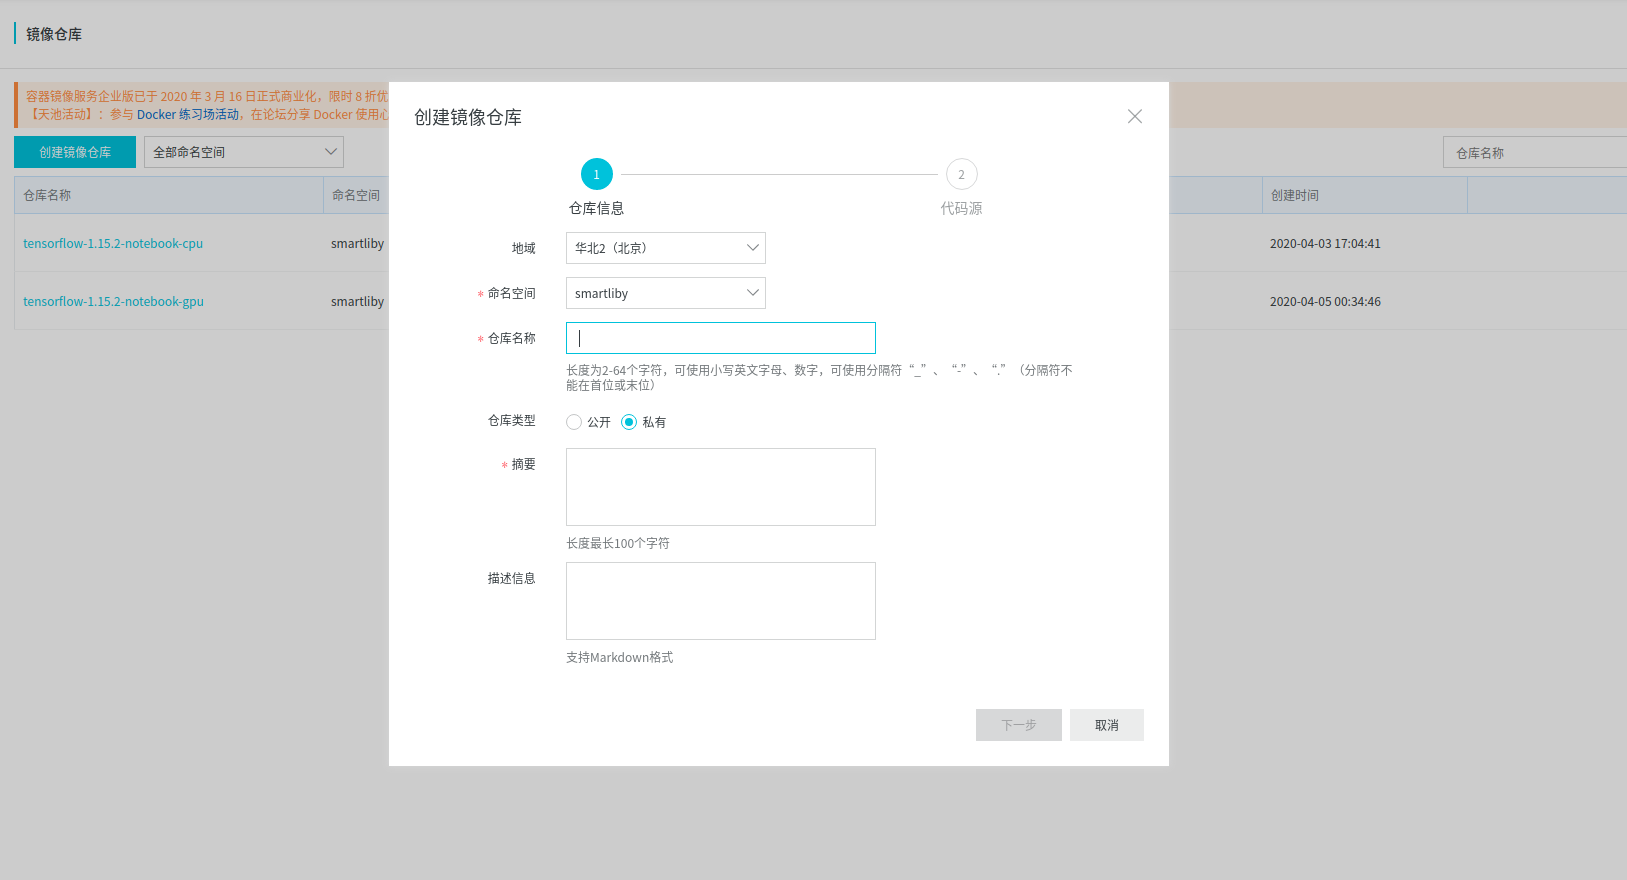 镜像仓库
容器镜像服务企业版已于 2020 年 3 月 16 日正式商业化，限时 8 折优
【天池活动】：参与 Docker 练习场活动，在论坛分享 Docker 使用心
创建镜像仓库
全部命名空间
仓库名称
仓库名称
命名空间
创建时间
tensorflow-1.15.2-notebook-cpu
smartliby
2020-04-03 17:04:41
tensorflow-1.15.2-notebook-gpu
smartliby
2020-04-05 00:34:46
创建镜像仓库
1
2
仓库信息
代码源
地域
华北2（北京）
* 命名空间
smartliby
* 仓库名称
长度为2-64个字符，可使用小写英文字母、数字，可使用分隔符“_”、“-”、“.”（分隔符不
能在首位或末位）
仓库类型
公开
私有
* 摘要
长度最长100个字符
描述信息
支持Markdown格式
下一步
取消